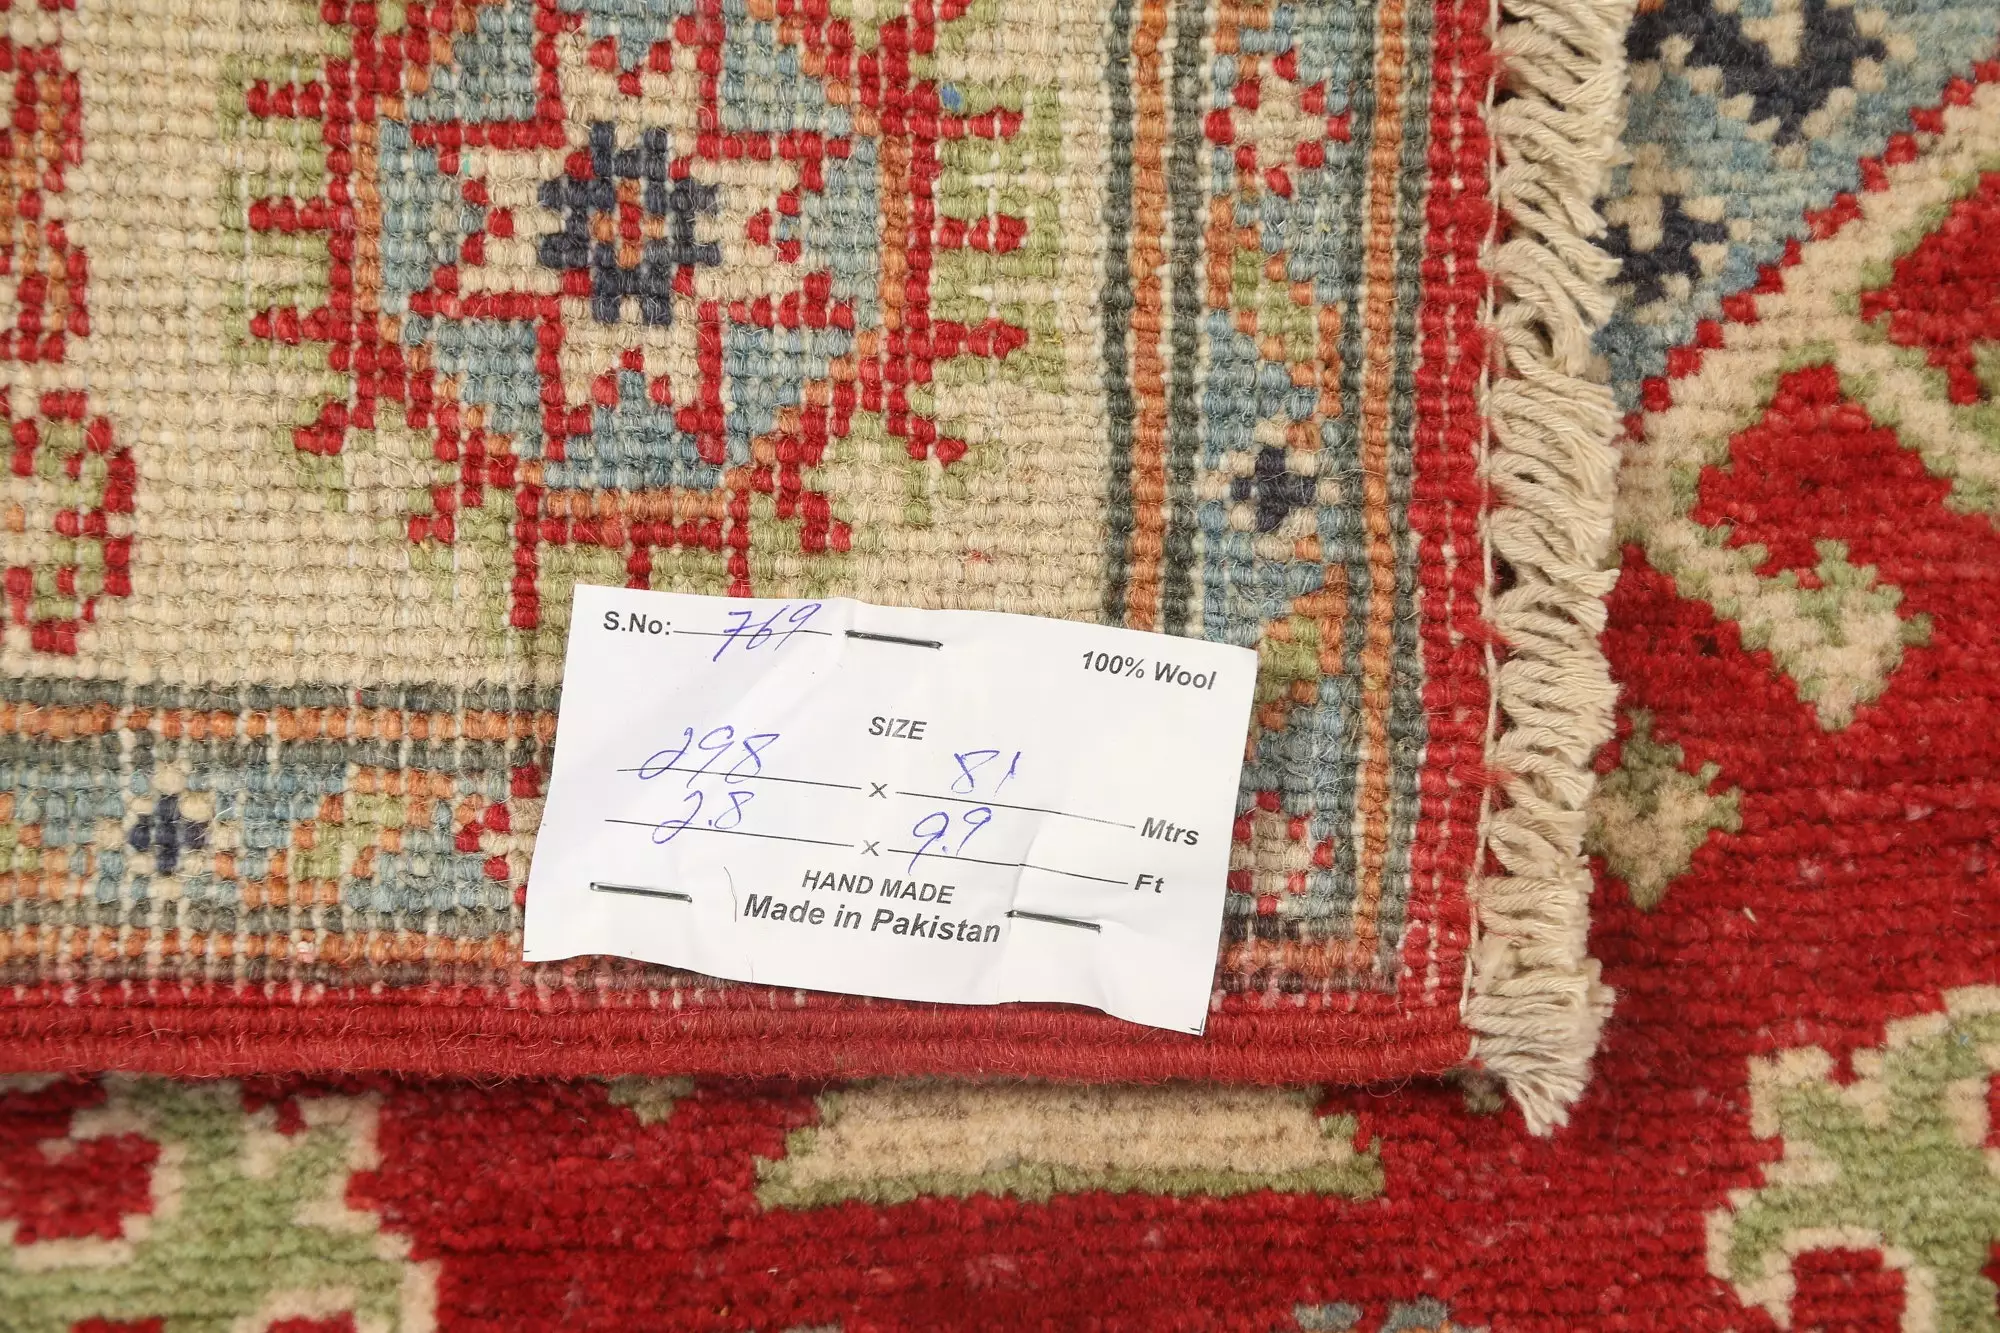 S.No: 769
100% Wool
SIZE
298 x 81 Mtrs
2.8 x 9.9 Ft
HAND MADE
Made in Pakistan